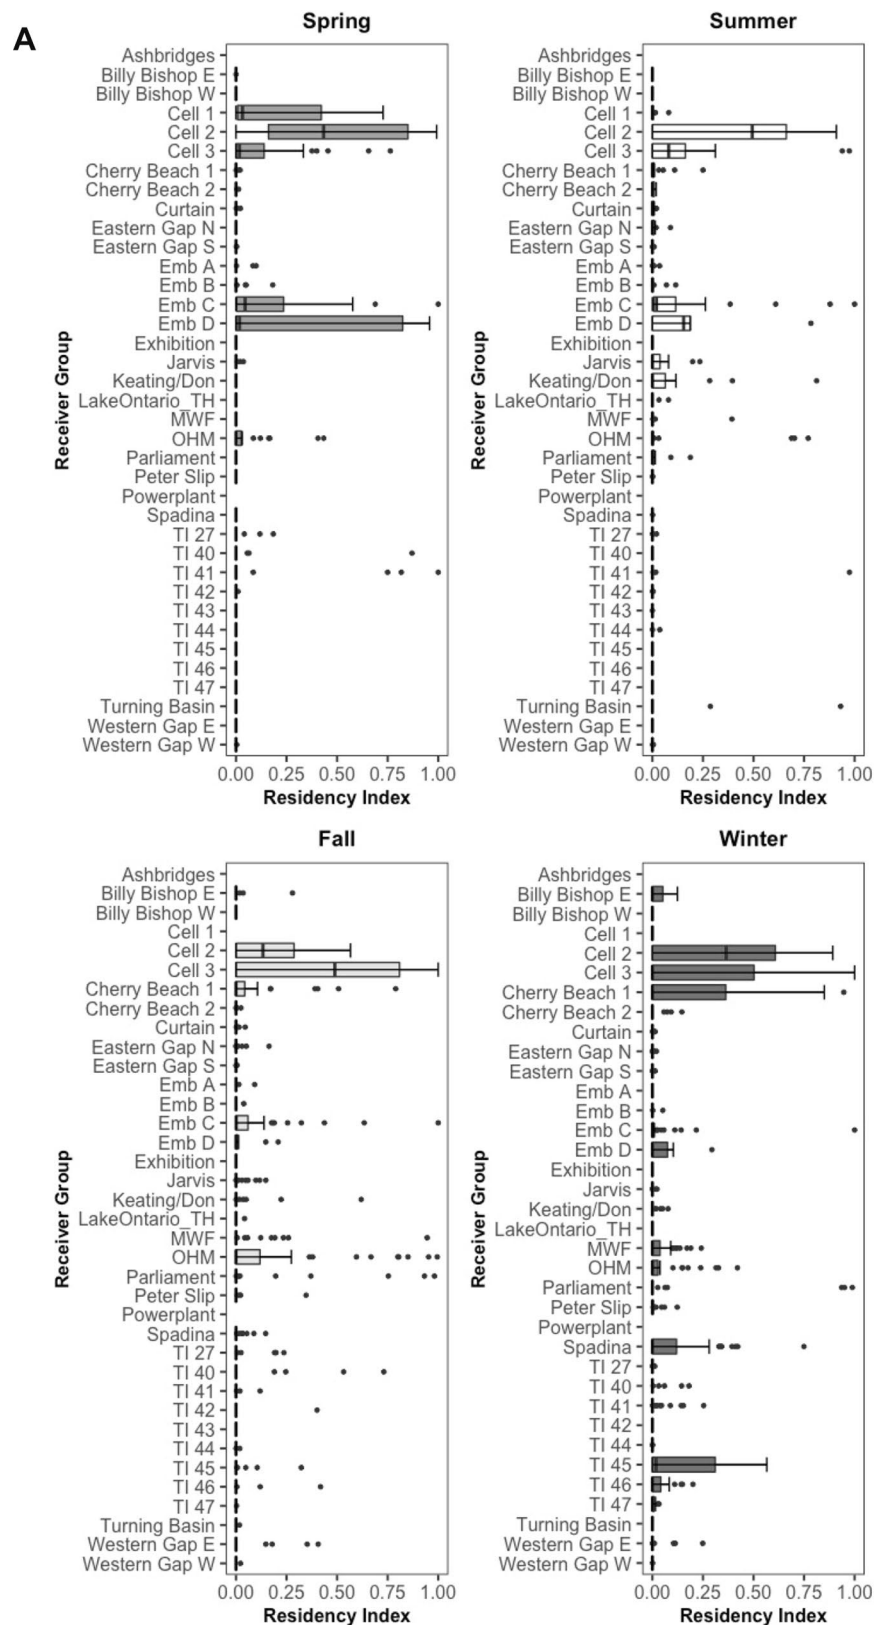 A
Spring
Receiver Group
Ashbridges
Billy Bishop E
Billy Bishop W
Cell 1
Cell 2
Cell 3
Cherry Beach 1
Cherry Beach 2
Curtain
Eastern Gap N
Eastern Gap S
Emb A
Emb B
Emb C
Emb D
Exhibition
Jarvis
Keating/Don
LakeOntario_TH
MWF
OHM
Parliament
Peter Slip
Powerplant
Spadina
TI 27
TI 40
TI 41
TI 42
TI 43
TI 44
TI 45
TI 46
TI 47
Turning Basin
Western Gap E
Western Gap W
0.00 0.25 0.50 0.75 1.00
Residency Index
Summer
Receiver Group
Ashbridges
Billy Bishop E
Billy Bishop W
Cell 1
Cell 2
Cell 3
Cherry Beach 1
Cherry Beach 2
Curtain
Eastern Gap N
Eastern Gap S
Emb A
Emb B
Emb C
Emb D
Exhibition
Jarvis
Keating/Don
LakeOntario_TH
MWF
OHM
Parliament
Peter Slip
Powerplant
Spadina
TI 27
TI 40
TI 41
TI 42
TI 43
TI 44
TI 45
TI 46
TI 47
Turning Basin
Western Gap E
Western Gap W
0.00 0.25 0.50 0.75 1.00
Residency Index
Fall
Receiver Group
Ashbridges
Billy Bishop E
Billy Bishop W
Cell 1
Cell 2
Cell 3
Cherry Beach 1
Cherry Beach 2
Curtain
Eastern Gap N
Eastern Gap S
Emb A
Emb B
Emb C
Emb D
Exhibition
Jarvis
Keating/Don
LakeOntario_TH
MWF
OHM
Parliament
Peter Slip
Powerplant
Spadina
TI 27
TI 40
TI 41
TI 42
TI 43
TI 44
TI 45
TI 46
TI 47
Turning Basin
Western Gap E
Western Gap W
0.00 0.25 0.50 0.75 1.00
Residency Index
Winter
Receiver Group
Ashbridges
Billy Bishop E
Billy Bishop W
Cell 1
Cell 2
Cell 3
Cherry Beach 1
Cherry Beach 2
Curtain
Eastern Gap N
Eastern Gap S
Emb A
Emb B
Emb C
Emb D
Exhibition
Jarvis
Keating/Don
LakeOntario_TH
MWF
OHM
Parliament
Peter Slip
Powerplant
Spadina
TI 27
TI 40
TI 41
TI 42
TI 44
TI 45
TI 46
TI 47
Turning Basin
Western Gap E
Western Gap W
0.00 0.25 0.50 0.75 1.00
Residency Index